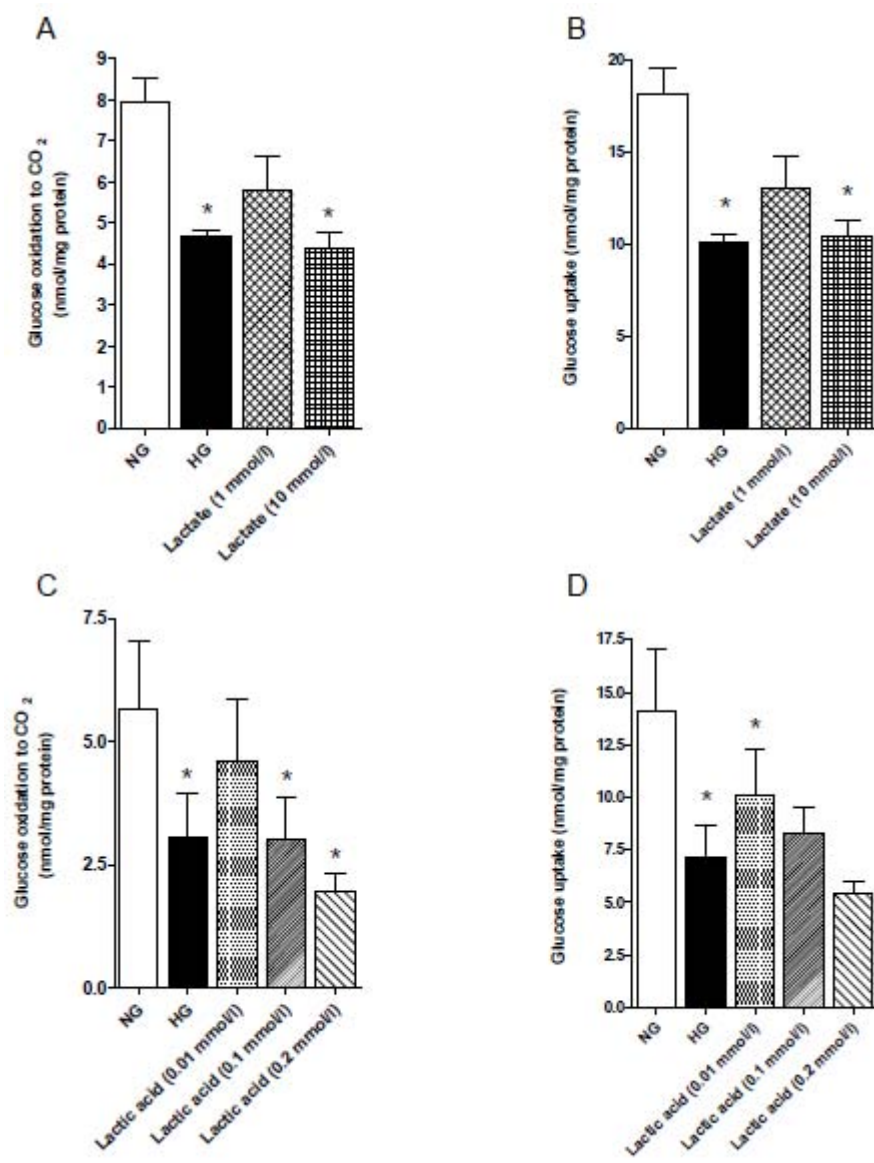 A
Glucose oxidation to CO 2
(nmol/mg protein)
9
8
7
6
5
4
3
2
1
0
*
*
NG
HG
Lactate (1 mmol/l)
Lactate (10 mmol/l)
B
Glucose uptake (nmol/mg protein)
20
15
10
5
0
*
*
NG
HG
Lactate (1 mmol/l)
Lactate (10 mmol/l)
C
Glucose oxidation to CO 2
(nmol/mg protein)
7.5
5.0
2.5
0.0
*
*
*
NG
HG
Lactic acid (0.01 mmol/l)
Lactic acid (0.1 mmol/l)
Lactic acid (0.2 mmol/l)
D
Glucose uptake (nmol/mg protein)
17.5
15.0
12.5
10.0
7.5
5.0
2.5
0.0
*
*
NG
HG
Lactic acid (0.01 mmol/l)
Lactic acid (0.1 mmol/l)
Lactic acid (0.2 mmol/l)